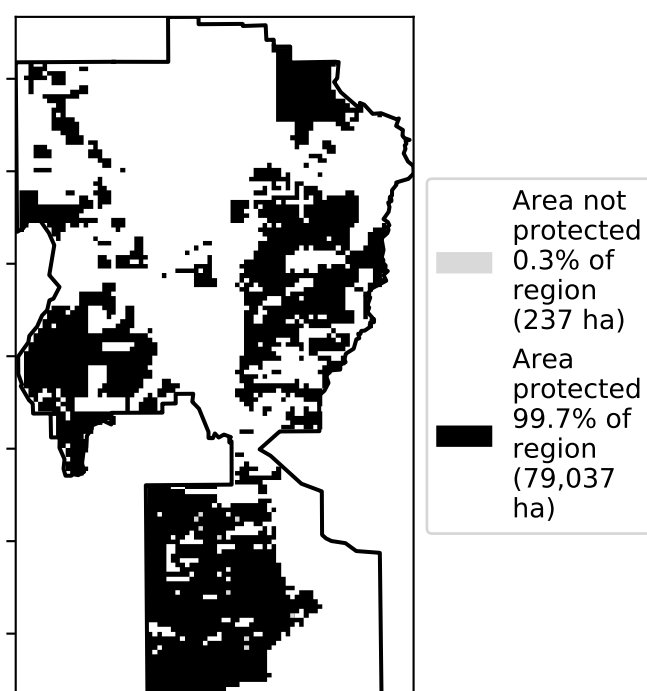 Area not
protected
0.3% of
region
(237 ha)
Area
protected
99.7% of
region
(79,037
ha)